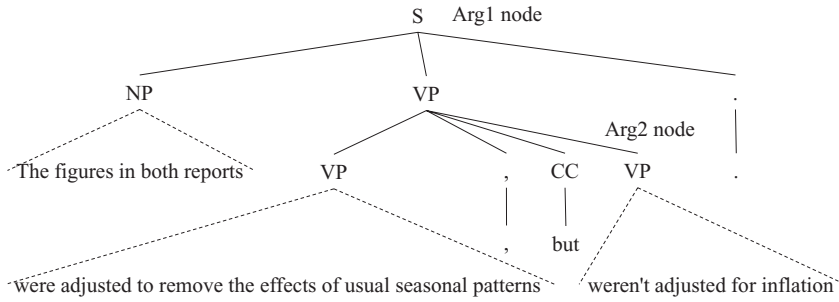 S Arg1 node
NP VP .
Arg2 node
The figures in both reports VP , CC VP .
, but
were adjusted to remove the effects of usual seasonal patterns weren't adjusted for inflation